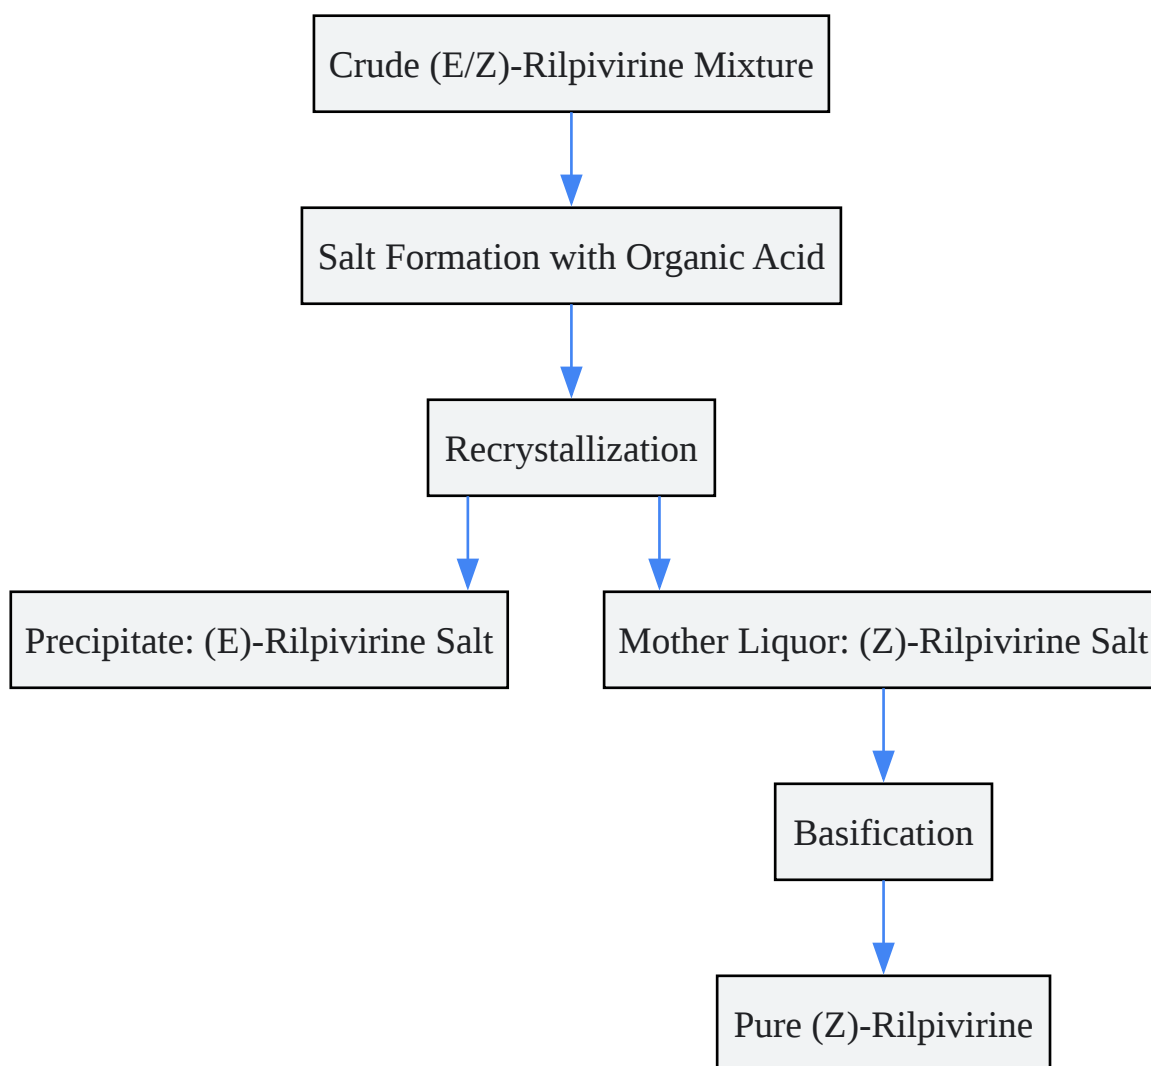 Crude (E/Z)-Rilpivirine Mixture
Salt Formation with Organic Acid
Recrystallization
Precipitate: (E)-Rilpivirine Salt
Mother Liquor: (Z)-Rilpivirine Salt
Basification
Pure (Z)-Rilpivirine